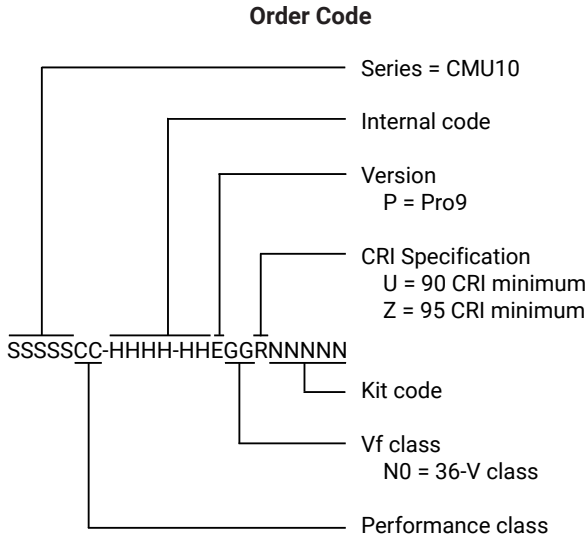 Order Code
Series = CMU10
Internal code
Version
P = Pro9
CRI Specification
U = 90 CRI minimum
Z = 95 CRI minimum
SSSSSCC-HHHH-HHEGGRNNNNN
Kit code
Vf class
N0 = 36-V class
Performance class